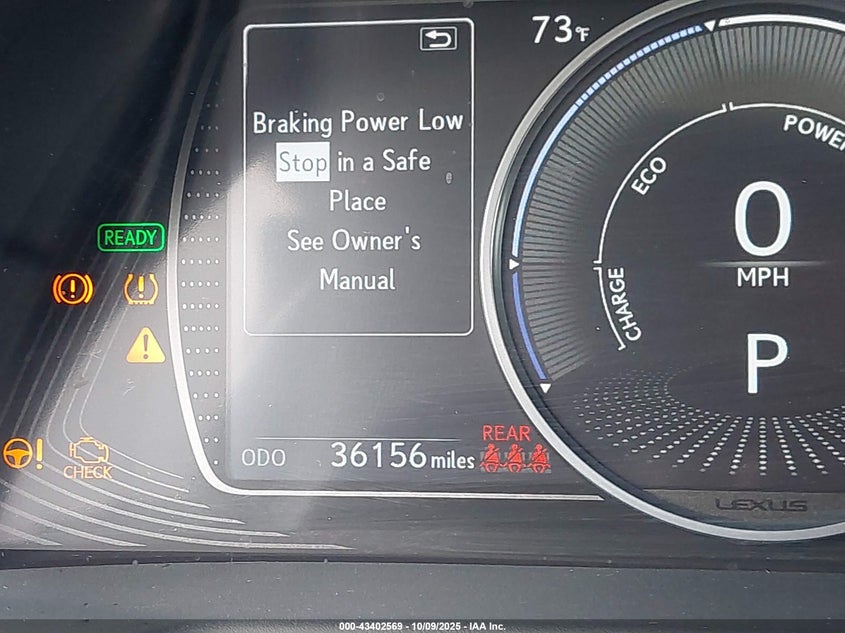 73°F
Braking Power Low
Stop in a Safe
Place
See Owner's
Manual
READY
CHECK
ODO 36156 miles
REAR
POWER
ECO
CHARGE
0
MPH
P
LEXUS
000-43402569 - 10/09/2025 - IAA Inc.